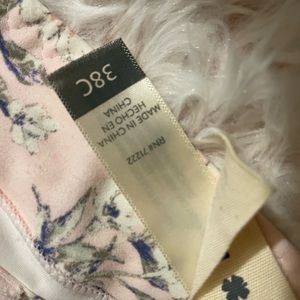 38C
MADE IN CHINA
HECHO EN
CHINA
RN# 71222